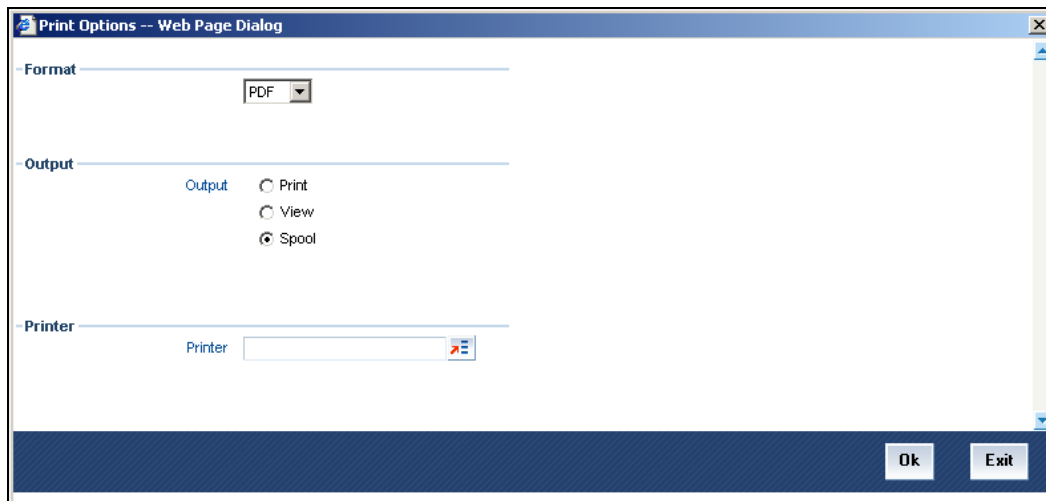 Print Options -- Web Page Dialog
Format
PDF
Output
Output Print
View
Spool
Printer
Printer
Ok Exit